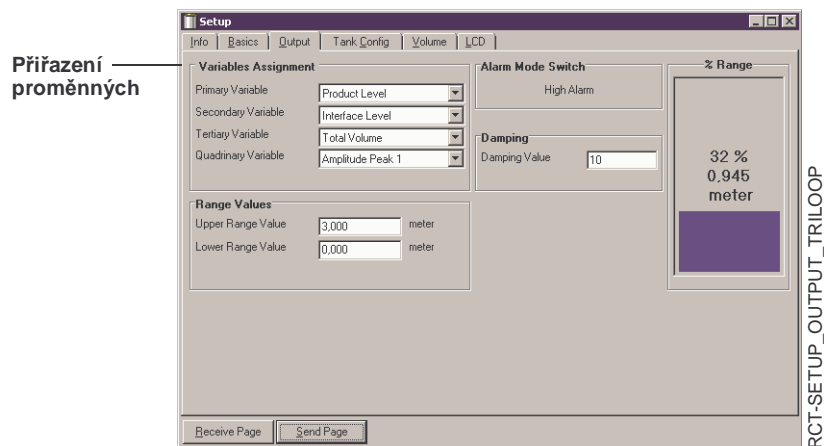 Přiřazení
proměnných
Setup
Info Basics Output Tank Config Volume LCD
Variables Assignment
Primary Variable Product Level
Secondary Variable Interface Level
Tertiary Variable Total Volume
Quadrinary Variable Amplitude Peak 1
Range Values
Upper Range Value 3,000 meter
Lower Range Value 0,000 meter
Alarm Mode Switch
High Alarm
Damping
Damping Value 10
% Range
32 %
0,945
meter
Receive Page Send Page
RCT-SETUP_OUTPUT_TRILOOP